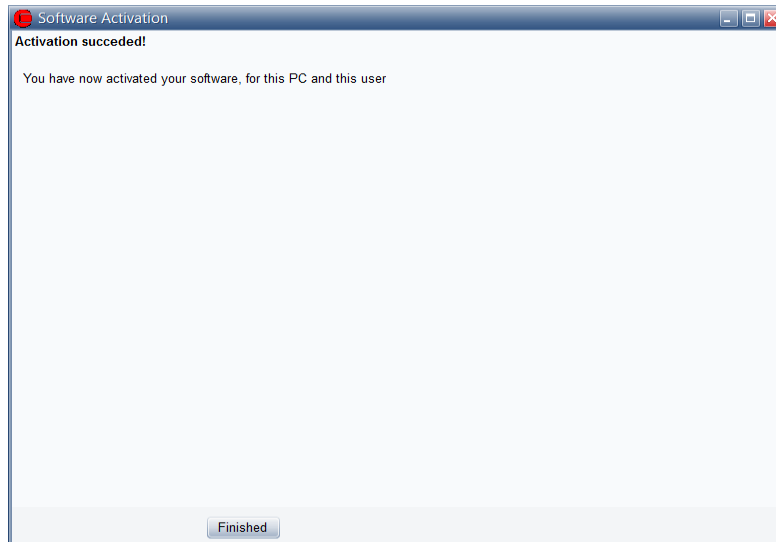 Software Activation
Activation succeded!
You have now activated your software, for this PC and this user
Finished